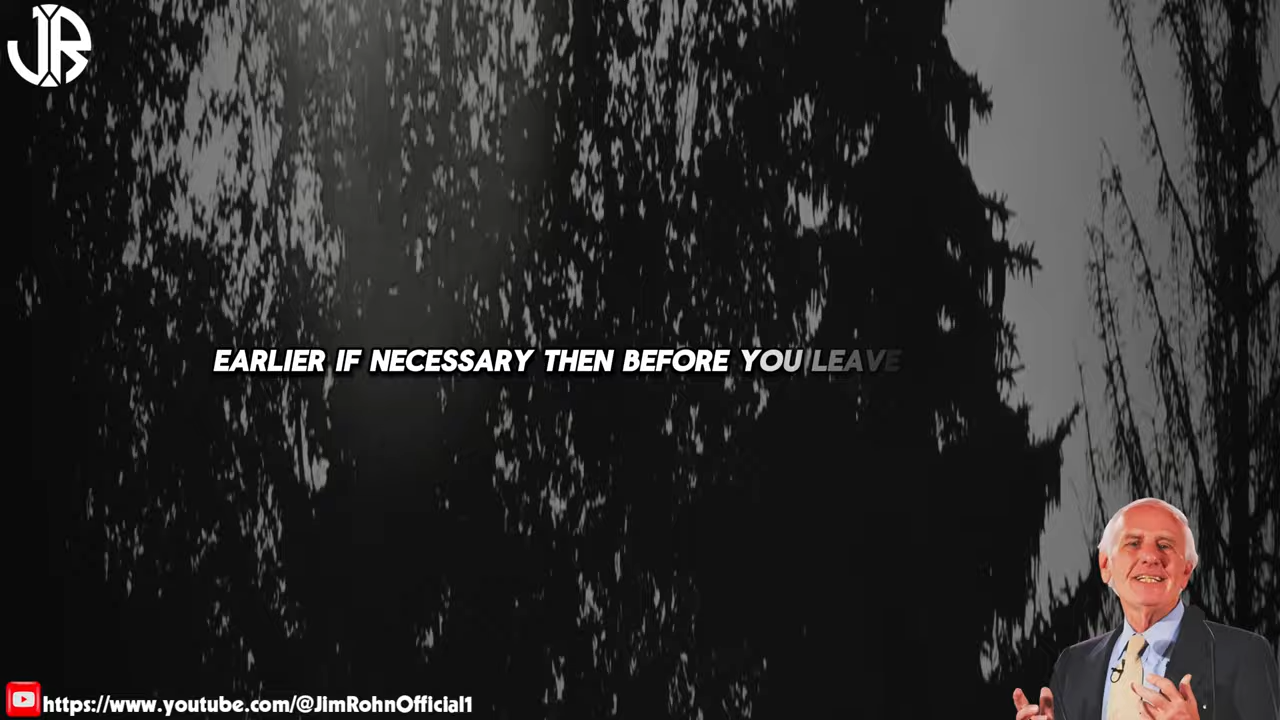 JR
EARLIER IF NECESSARY THEN BEFORE YOU LEAVE
https://www.youtube.com/@JimRohnOfficial1